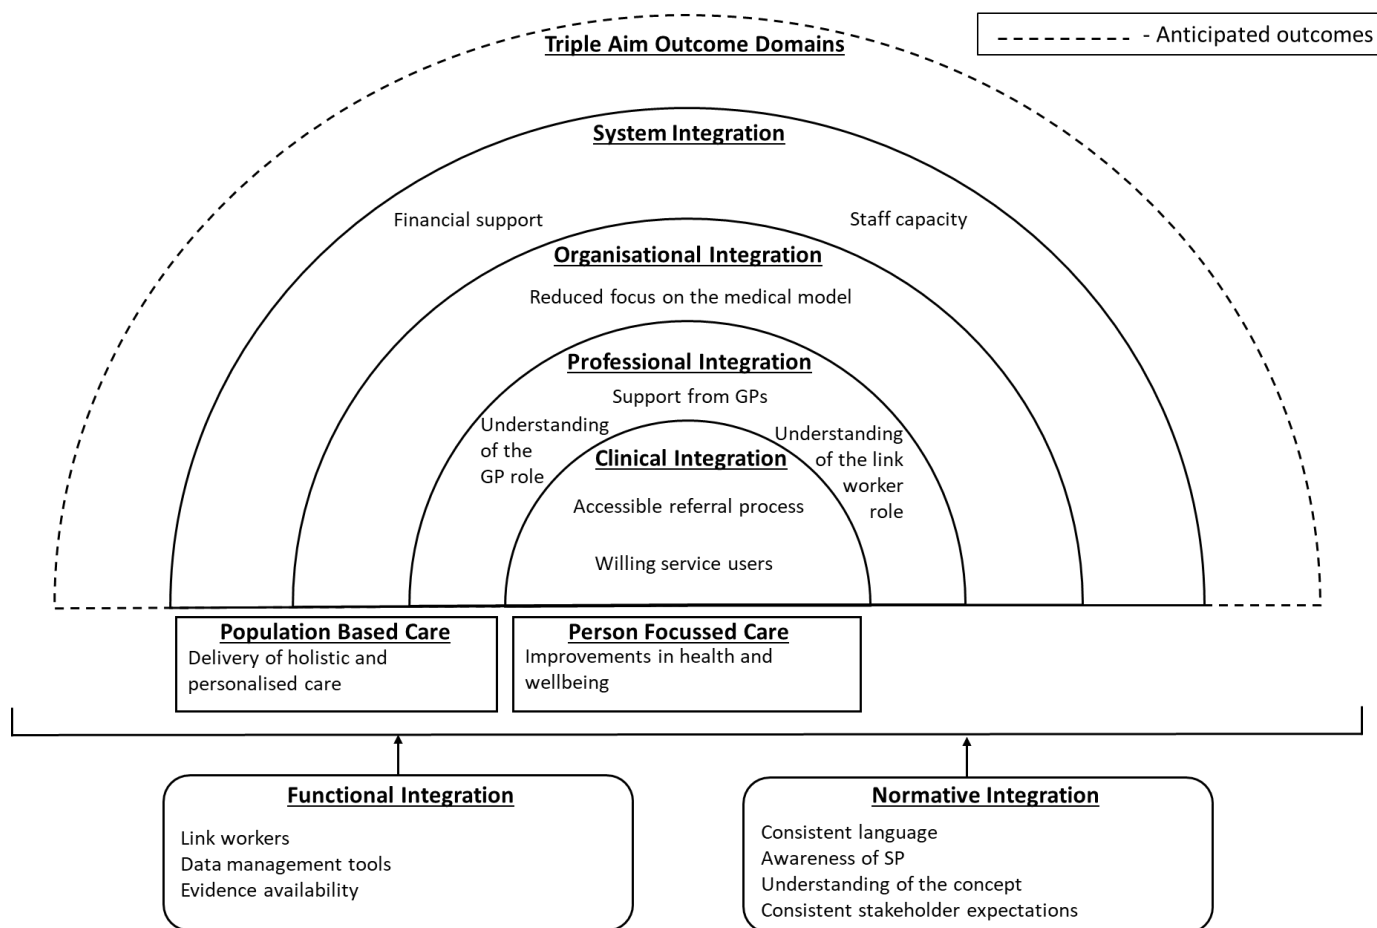 Triple Aim Outcome Domains
- Anticipated outcomes
System Integration
Financial support
Staff capacity
Organisational Integration
Reduced focus on the medical model
Professional Integration
Support from GPs
Understanding
of the
GP role
Understanding
of the link
worker
role
Clinical Integration
Accessible referral process
Willing service users
Population Based Care
Delivery of holistic and
personalised care
Person Focussed Care
Improvements in health and
wellbeing
Functional Integration
Link workers
Data management tools
Evidence availability
Normative Integration
Consistent language
Awareness of SP
Understanding of the concept
Consistent stakeholder expectations